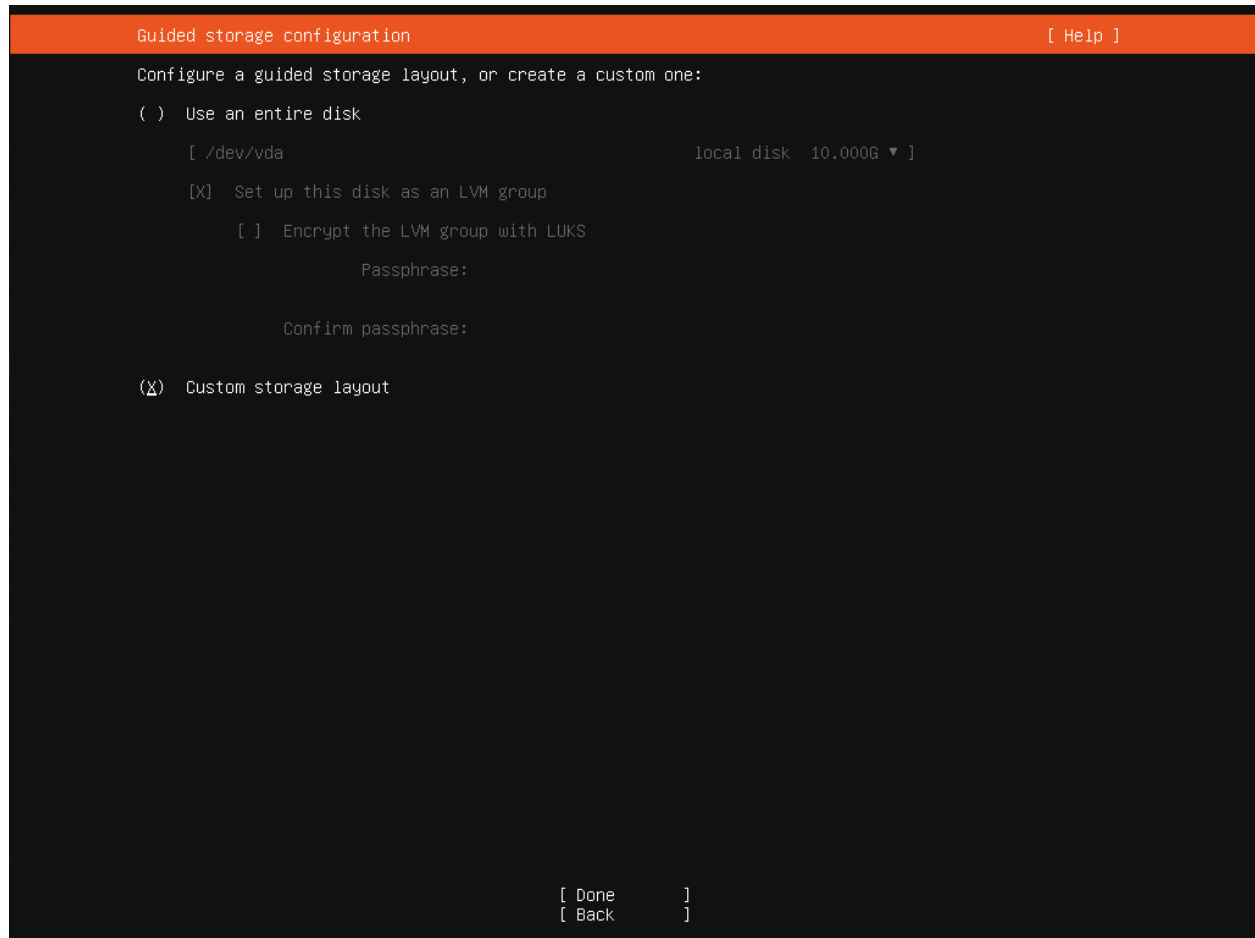 Guided storage configuration [ Help ]
Configure a guided storage layout, or create a custom one:
( ) Use an entire disk
[ /dev/vda local disk 10.000G ▾ ]
[X] Set up this disk as an LVM group
[ ] Encrypt the LVM group with LUKS
Passphrase:
Confirm passphrase:
(X) Custom storage layout
[ Done ]
[ Back ]